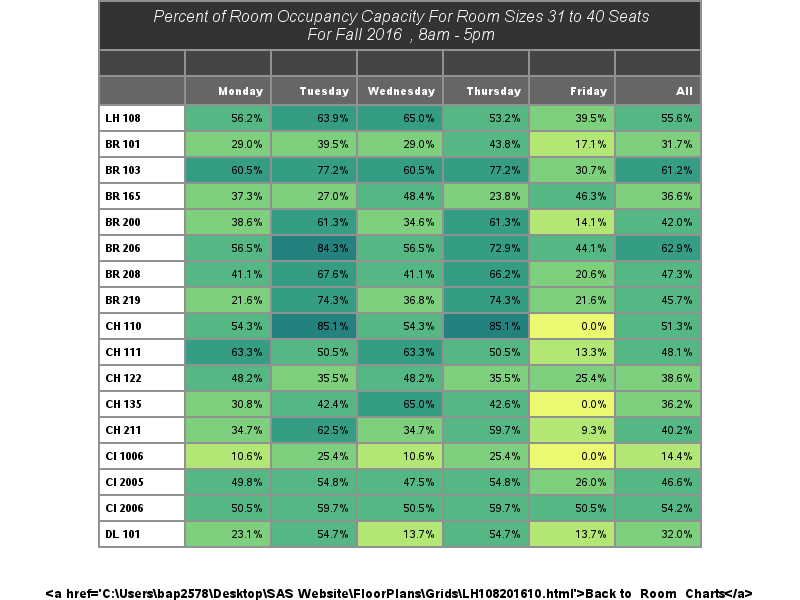 Percent of Room Occupancy Capacity For Room Sizes 31 to 40 Seats
For Fall 2016 , 8am - 5pm
Monday Tuesday Wednesday Thursday Friday All
LH 108 56.2% 63.9% 65.0% 53.2% 39.5% 55.6%
BR 101 29.0% 39.5% 29.0% 43.8% 17.1% 31.7%
BR 103 60.5% 77.2% 60.5% 77.2% 30.7% 61.2%
BR 165 37.3% 27.0% 48.4% 23.8% 46.3% 36.6%
BR 200 38.6% 61.3% 34.6% 61.3% 14.1% 42.0%
BR 206 56.5% 84.3% 56.5% 72.9% 44.1% 62.9%
BR 208 41.1% 67.6% 41.1% 66.2% 20.6% 47.3%
BR 219 21.6% 74.3% 36.8% 74.3% 21.6% 45.7%
CH 110 54.3% 85.1% 54.3% 85.1% 0.0% 51.3%
CH 111 63.3% 50.5% 63.3% 50.5% 13.3% 48.1%
CH 122 48.2% 35.5% 48.2% 35.5% 25.4% 38.6%
CH 135 30.8% 42.4% 65.0% 42.6% 0.0% 36.2%
CH 211 34.7% 62.5% 34.7% 59.7% 9.3% 40.2%
CI 1006 10.6% 25.4% 10.6% 25.4% 0.0% 14.4%
CI 2005 49.8% 54.8% 47.5% 54.8% 26.0% 46.6%
CI 2006 50.5% 59.7% 50.5% 59.7% 50.5% 54.2%
DL 101 23.1% 54.7% 13.7% 54.7% 13.7% 32.0%
<a href='C:\Users\bap2578\Desktop\SAS Website\FloorPlans\Grids\LH108201610.html'>Back to Room Charts</a>